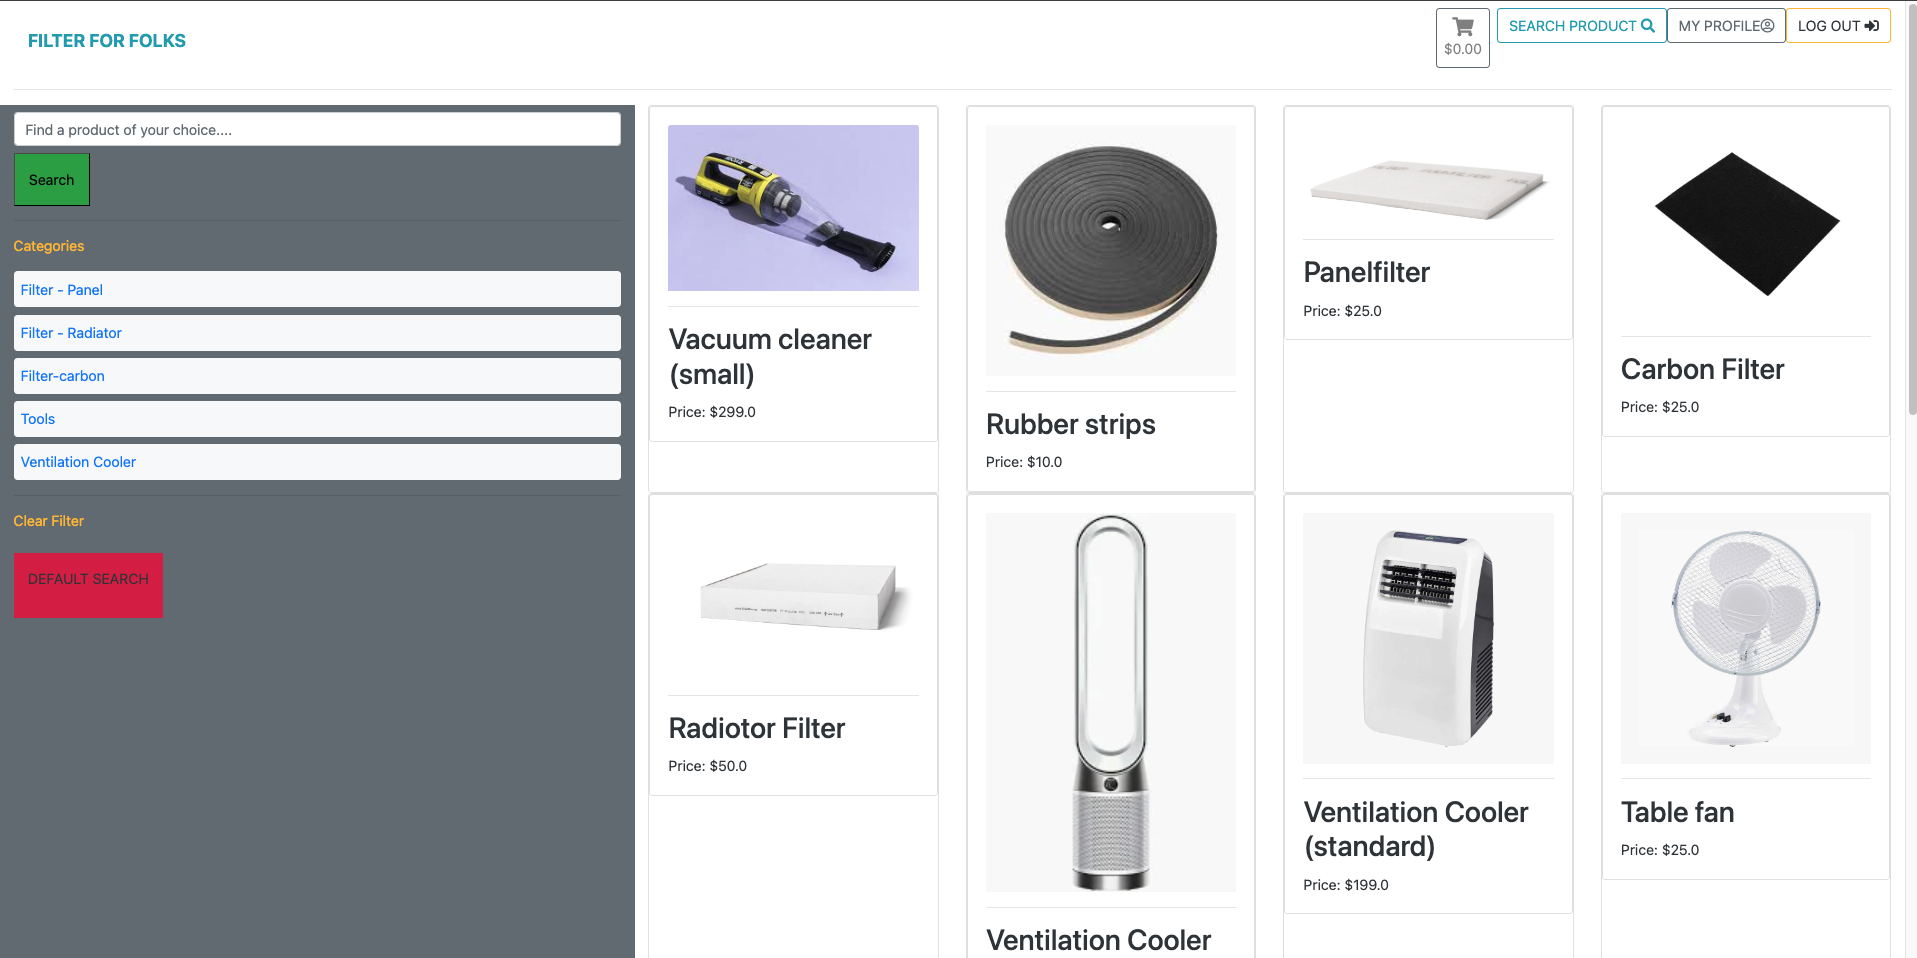 FILTER FOR FOLKS
$0.00
SEARCH PRODUCT
MY PROFILE
LOG OUT
Find a product of your choice....
Search
Categories
Filter - Panel
Filter - Radiator
Filter-carbon
Tools
Ventilation Cooler
Clear Filter
DEFAULT SEARCH
Vacuum cleaner
(small)
Price: $299.0
Rubber strips
Price: $10.0
Panelfilter
Price: $25.0
Carbon Filter
Price: $25.0
Radiotor Filter
Price: $50.0
Ventilation Cooler
Ventilation Cooler
(standard)
Price: $199.0
Table fan
Price: $25.0